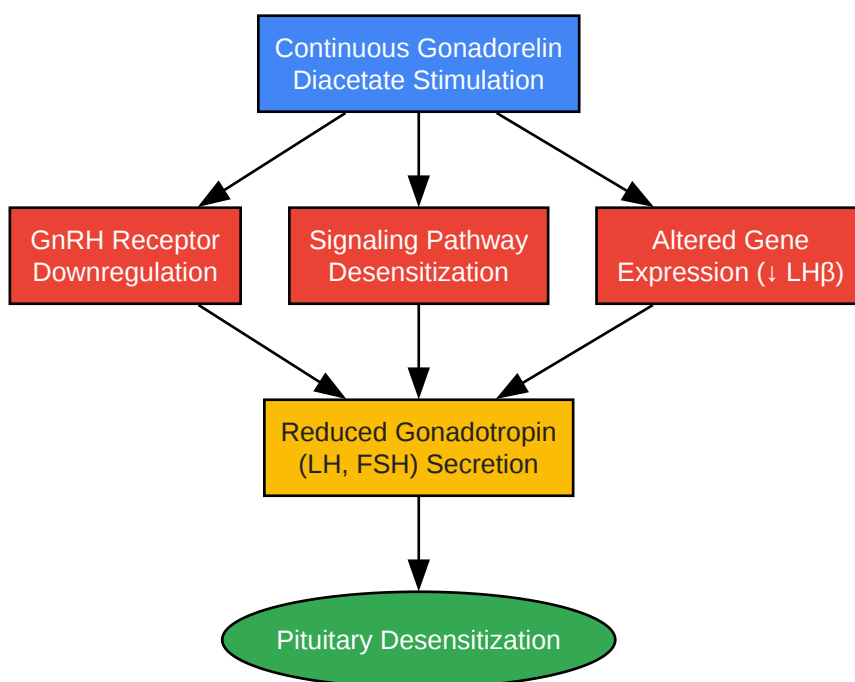 Continuous Gonadorelin
Diacetate Stimulation
GnRH Receptor
Downregulation
Signaling Pathway
Desensitization
Altered Gene
Expression (↓ LHβ)
Reduced Gonadotropin
(LH, FSH) Secretion
Pituitary Desensitization